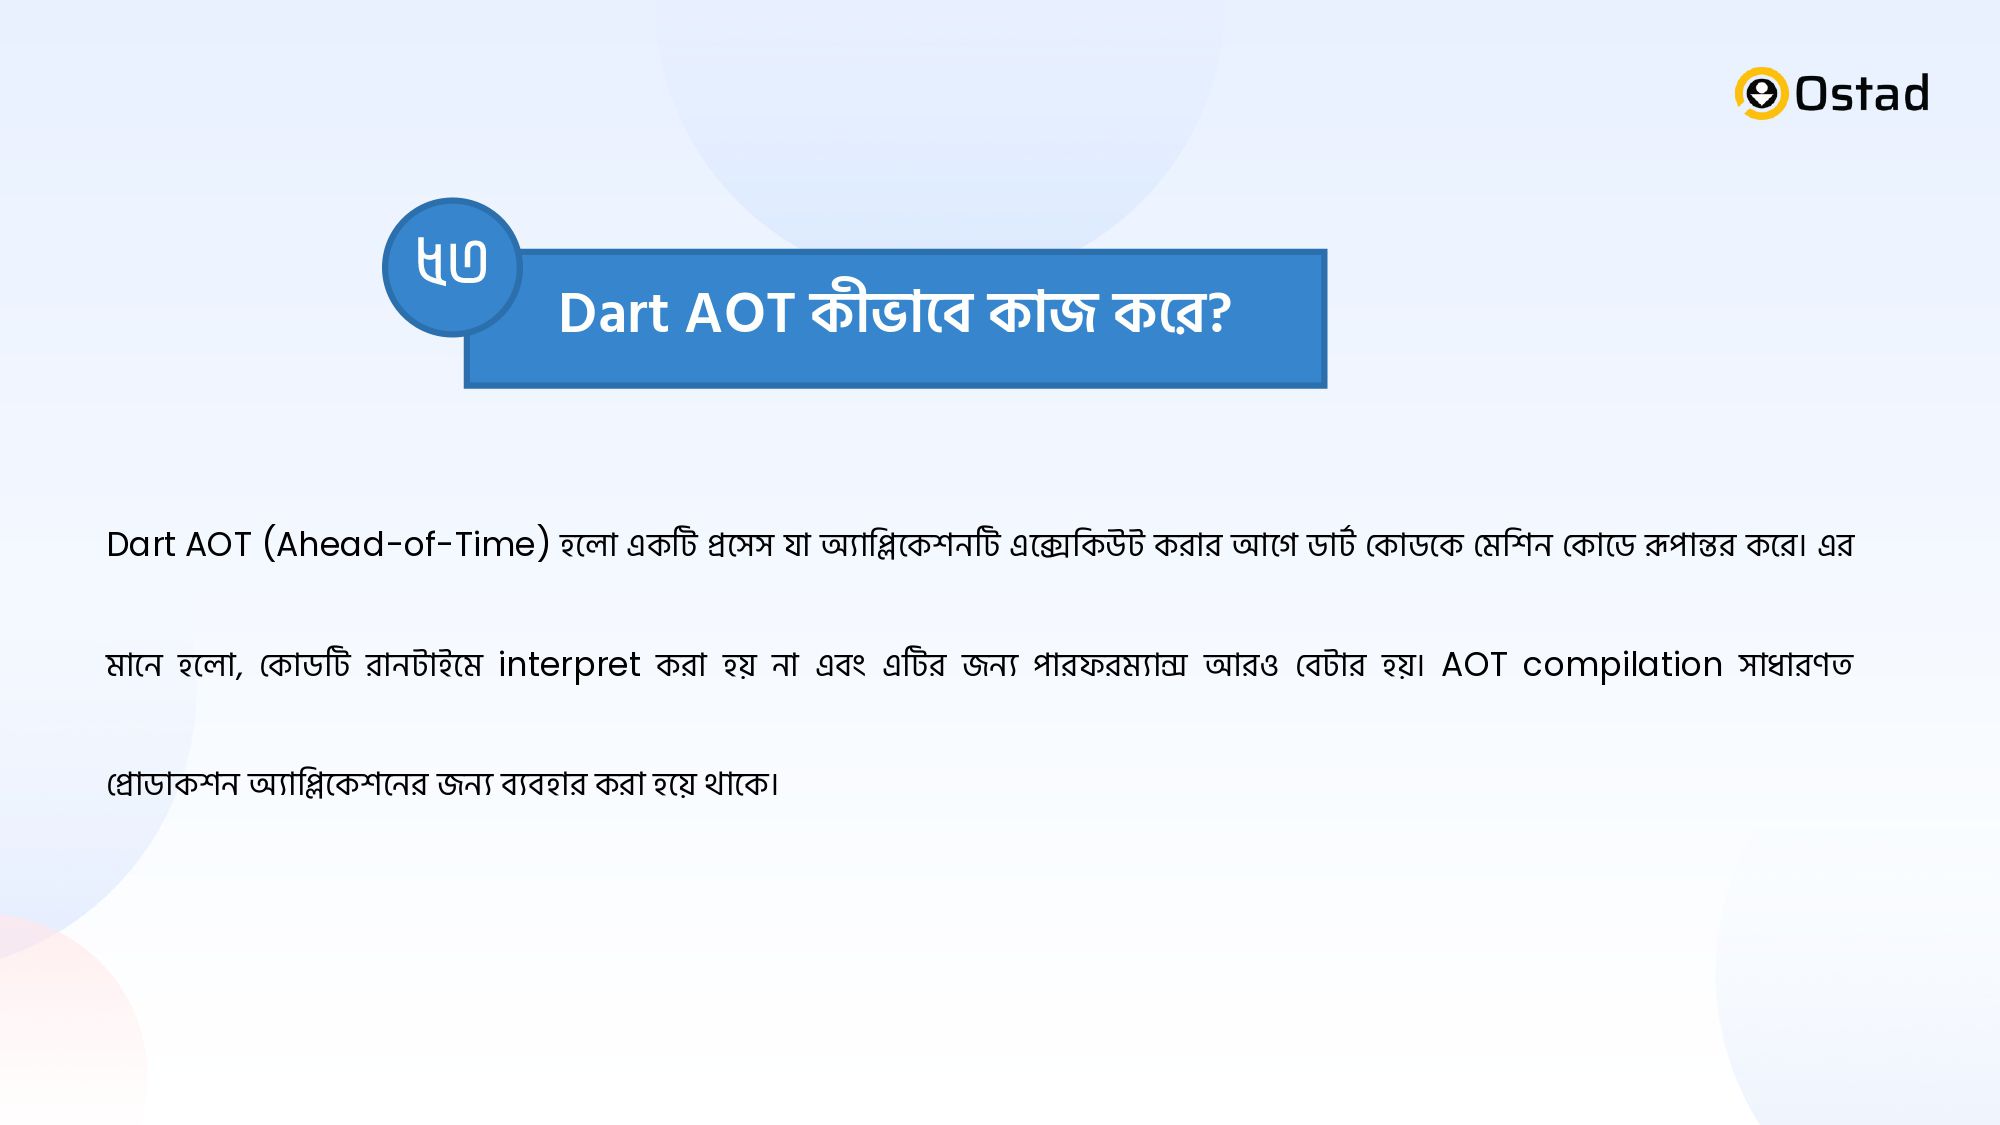 Ostad
৮৩
Dart AOT কীভাবে কাজ করে?
Dart AOT (Ahead-of-Time) হলো একটি প্রসেস যা অ্যাপ্লিকেশনটি এক্সেকিউট করার আগে ডার্ট কোডকে মেশিন কোডে রূপান্তর করে। এর
মানে হলো, কোডটি রানটাইমে interpret করা হয় না এবং এটির জন্য পারফরম্যান্স আরও বেটার হয়। AOT compilation সাধারণত
প্রোডাকশন অ্যাপ্লিকেশনের জন্য ব্যবহার করা হয়ে থাকে।